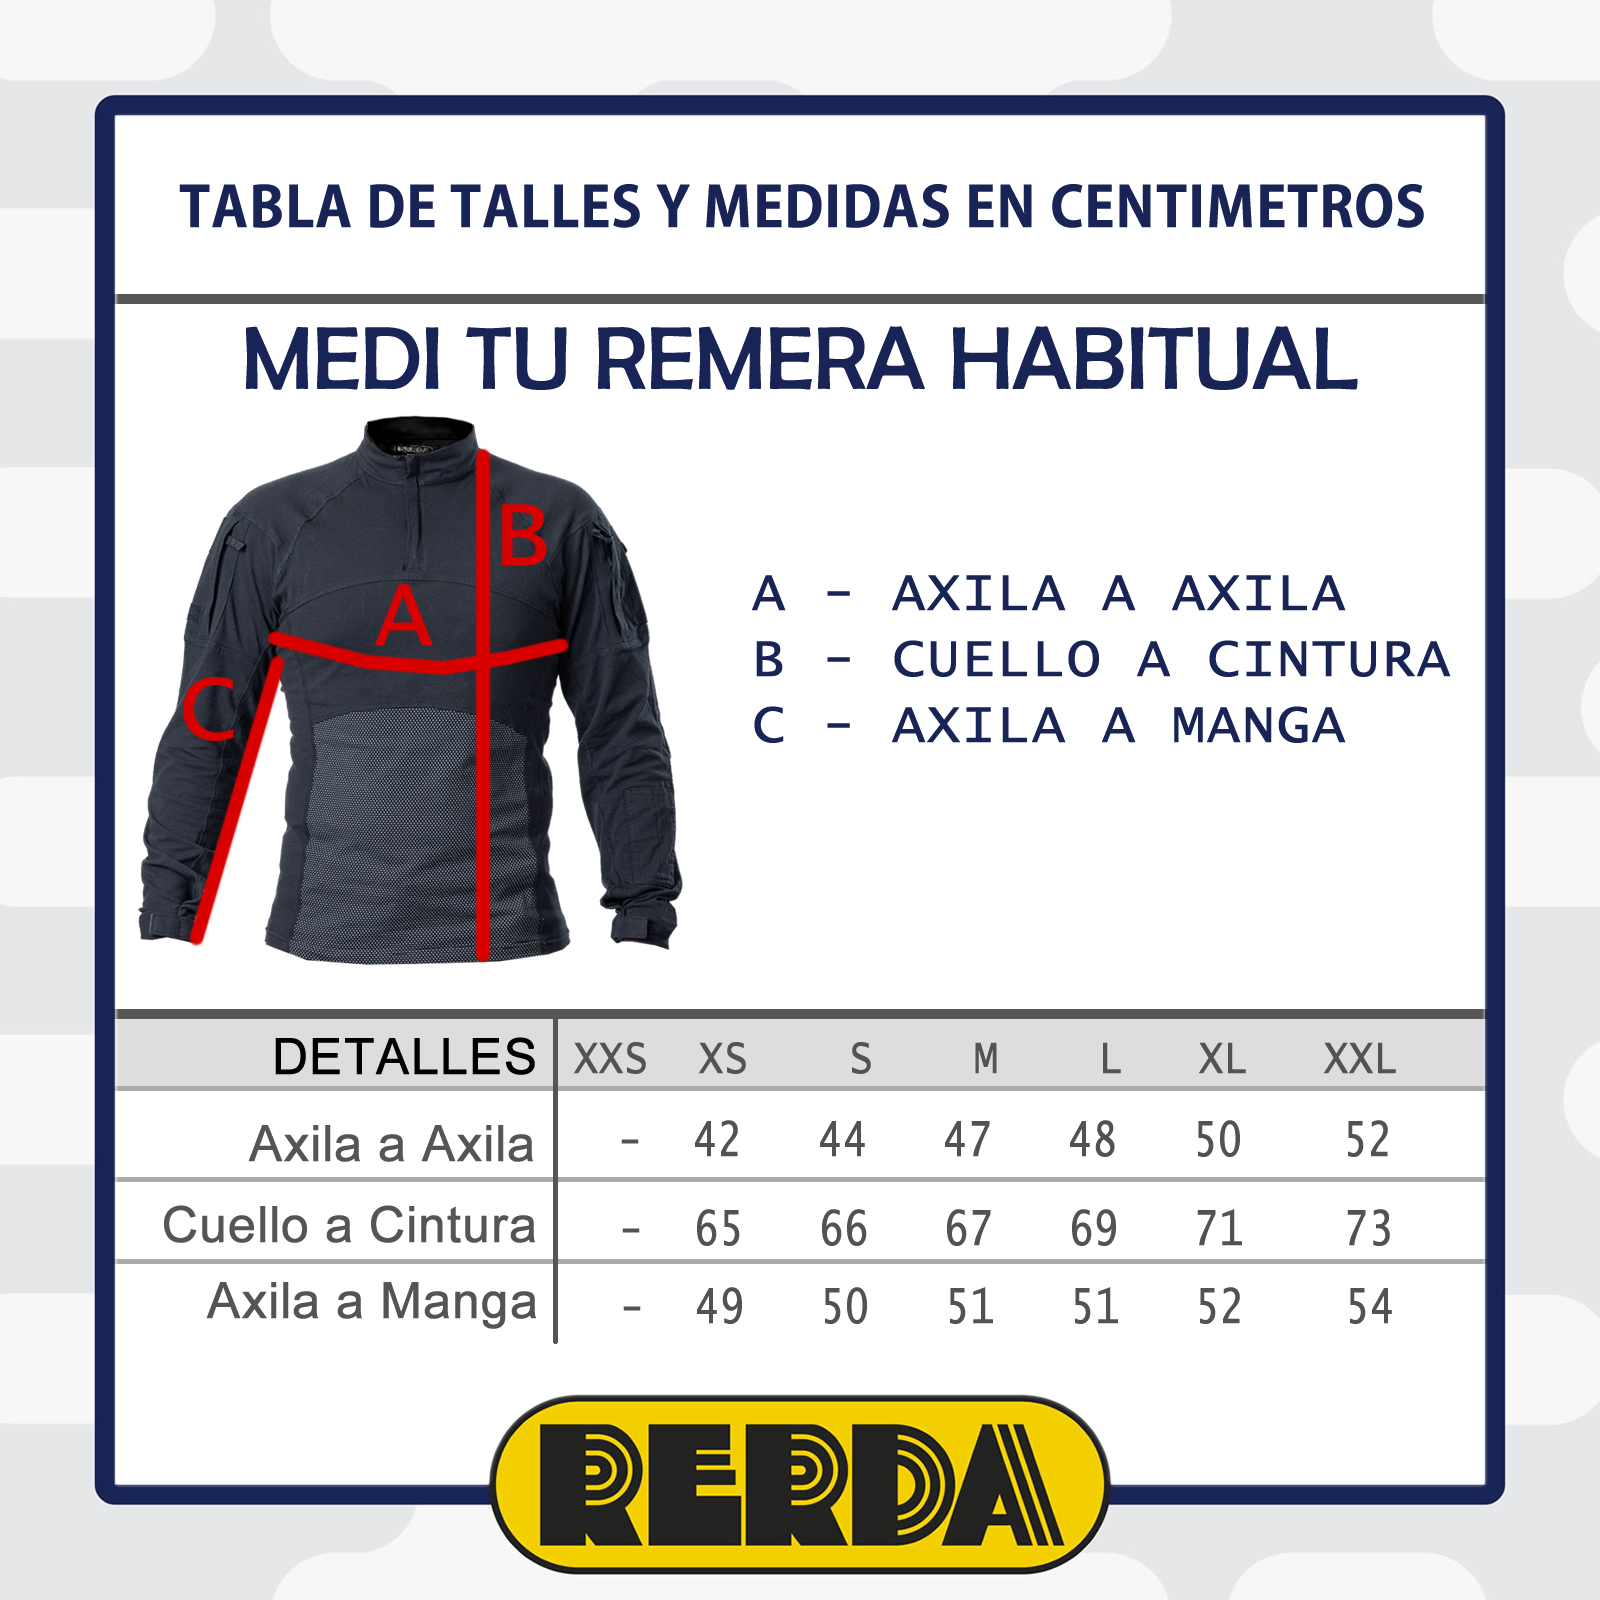 TABLA DE TALLES Y MEDIDAS EN CENTIMETROS
MEDI TU REMERA HABITUAL
B
A
C
A - AXILA A AXILA
B - CUELLO A CINTURA
C - AXILA A MANGA
DETALLES XXS XS S M L XL XXL
Axila a Axila - 42 44 47 48 50 52
Cuello a Cintura - 65 66 67 69 71 73
Axila a Manga - 49 50 51 51 52 54
RERDA